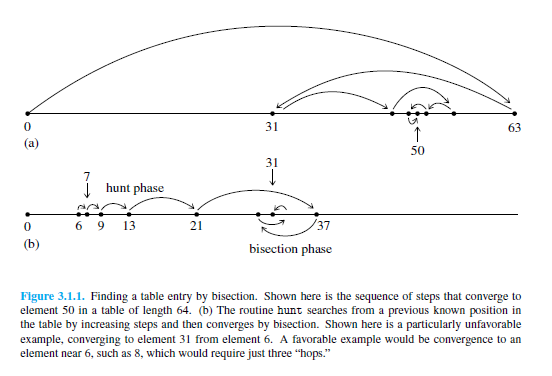 0 31 63
(a) 50
31
7
hunt phase
0 6 9 13 21 37
(b) bisection phase
Figure 3.1.1. Finding a table entry by bisection. Shown here is the sequence of steps that converge to
element 50 in a table of length 64. (b) The routine hunt searches from a previous known position in
the table by increasing steps and then converges by bisection. Shown here is a particularly unfavorable
example, converging to element 31 from element 6. A favorable example would be convergence to an
element near 6, such as 8, which would require just three “hops.”